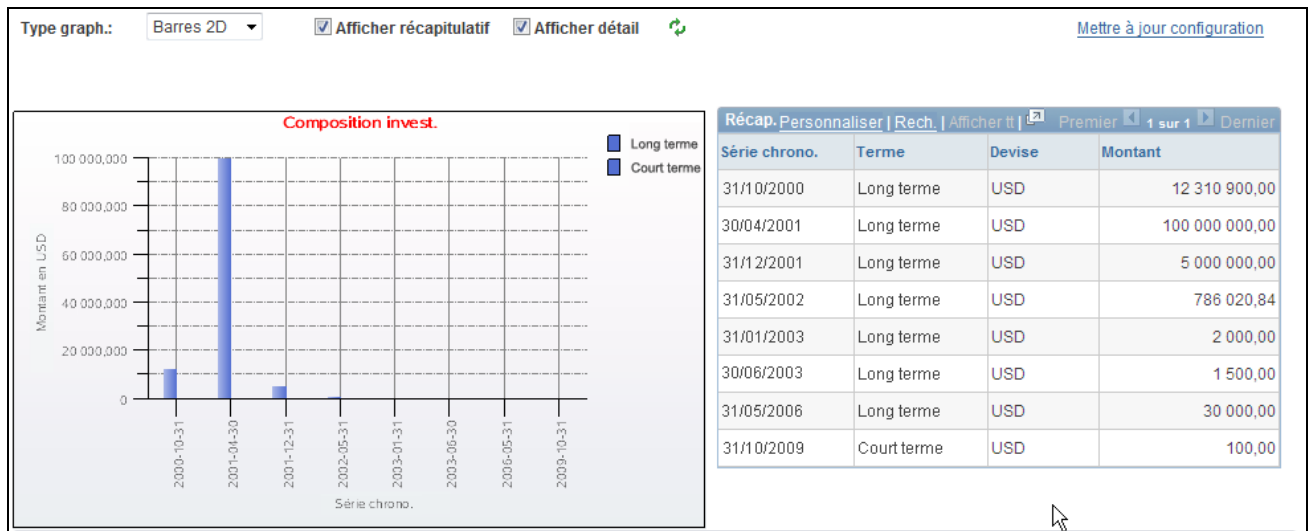 Type graph.: Barres 2D Afficher récapitulatif Afficher détail Mettre à jour configuration
Composition invest.
Long terme
Court terme
100 000,000
80 000,000
60 000,000
40 000,000
20 000,000
0
Montant en USD
2000-10-31
2001-04-30
2001-12-31
2002-05-31
2003-01-31
2003-06-30
2006-05-31
2009-10-31
Série chrono.
Récap. Personnaliser | Rech. | Afficher tt | Premier 1 sur 1 Dernier
Série chrono. Terme Devise Montant
31/10/2000 Long terme USD 12 310 900,00
30/04/2001 Long terme USD 100 000 000,00
31/12/2001 Long terme USD 5 000 000,00
31/05/2002 Long terme USD 786 020,84
31/01/2003 Long terme USD 2 000,00
30/06/2003 Long terme USD 1 500,00
31/05/2006 Long terme USD 30 000,00
31/10/2009 Court terme USD 100,00